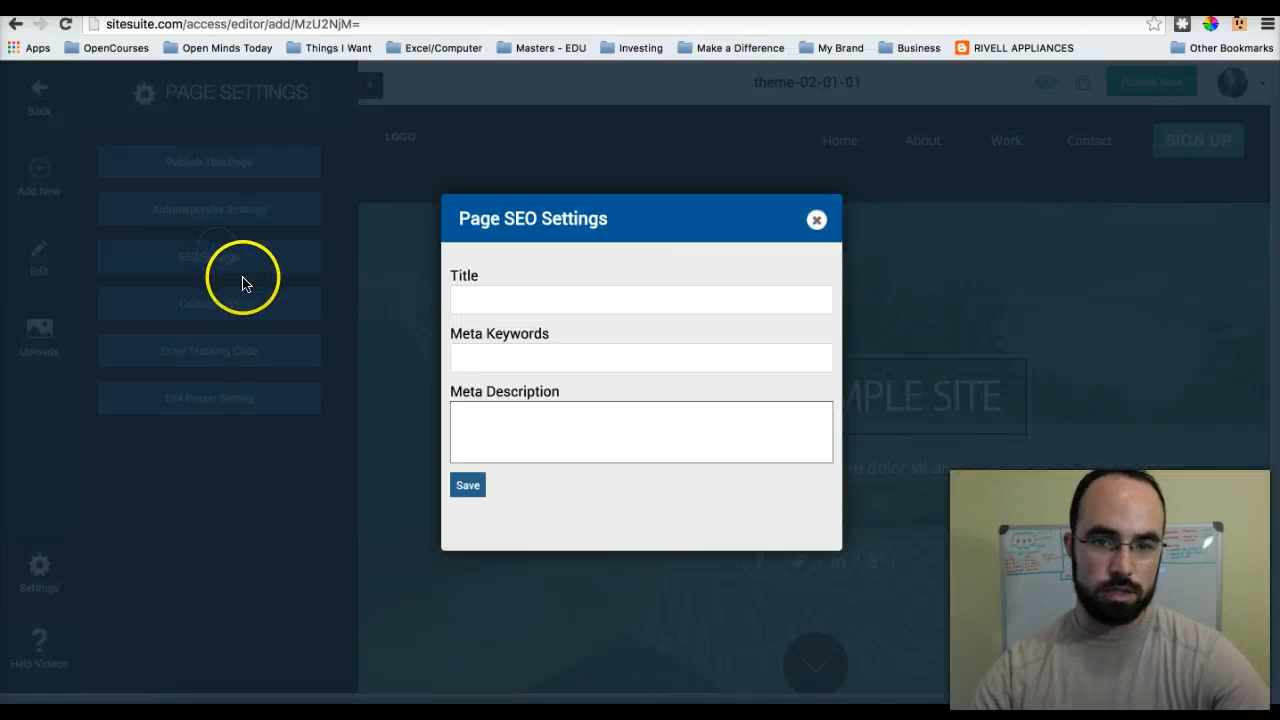 sitesuite.com/access/editor/add/MzU2NjM=
Apps OpenCourses Open Minds Today Things I Want Excel/Computer Masters - EDU Investing Make a Difference My Brand Business RIVELL APPLIANCES Other Bookmarks
Back
PAGE SETTINGS
theme-02-01-01
Publish Now
LOGO
Home About Work Contact SIGN UP
Publish This Page
Add New
Autoresponder Settings
Page SEO Settings
Edit
Title
Uploads
Enter Tracking Code
Meta Keywords
Exit Popup Setting
Meta Description
MPLE SITE
dolor sit
Save
Settings
Help Videos